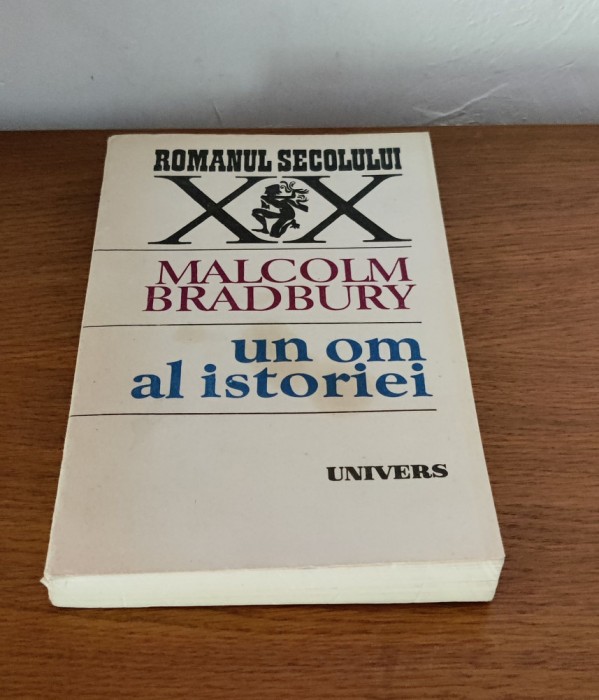 ROMANUL SECOLULUI
XX
MALCOLM
BRADBURY
un om
al istoriei
UNIVERS